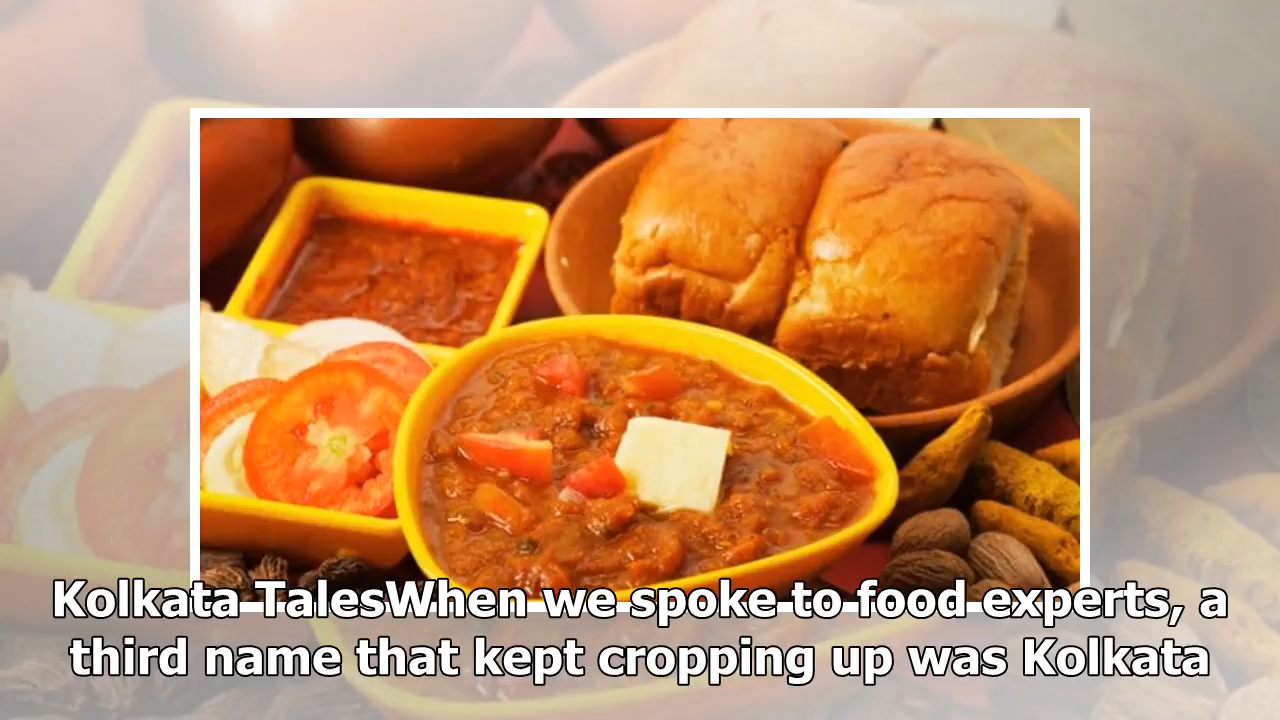 Kolkata TalesWhen we spoke to food experts, a
third name that kept cropping up was Kolkata